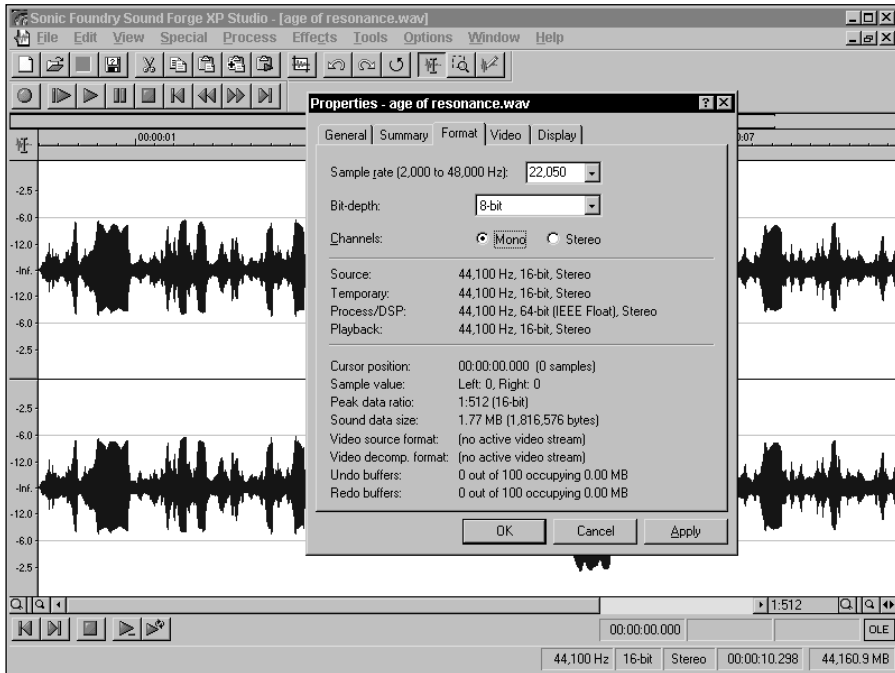 Sonic Foundry Sound Forge XP Studio - [age of resonance.wav]
File Edit View Special Process Effects Tools Options Window Help
Properties - age of resonance.wav
General Summary Format Video Display
00:00:01
0:07
Sample rate (2,000 to 48,000 Hz): 22,050
Bit-depth: 8-bit
Channels: Mono Stereo
Source: 44,100 Hz, 16-bit, Stereo
Temporary: 44,100 Hz, 16-bit, Stereo
Process/DSP: 44,100 Hz, 64-bit (IEEE Float), Stereo
Playback: 44,100 Hz, 16-bit, Stereo
Cursor position: 00:00:00.000 (0 samples)
Sample value: Left: 0, Right: 0
Peak data ratio: 1:512 (16-bit)
Sound data size: 1.77 MB (1,816,576 bytes)
Video source format: (no active video stream)
Video decomp. format: (no active video stream)
Undo buffers: 0 out of 100 occupying 0.00 MB
Redo buffers: 0 out of 100 occupying 0.00 MB
OK Cancel Apply
-2.5
-6.0
-12.0
-Inf.
-12.0
-6.0
-2.5
-2.5
-6.0
-12.0
-Inf.
-12.0
-6.0
-2.5
1:512
00:00:00.000
OLE
44,100 Hz 16-bit Stereo 00:00:10.298 44,160.9 MB